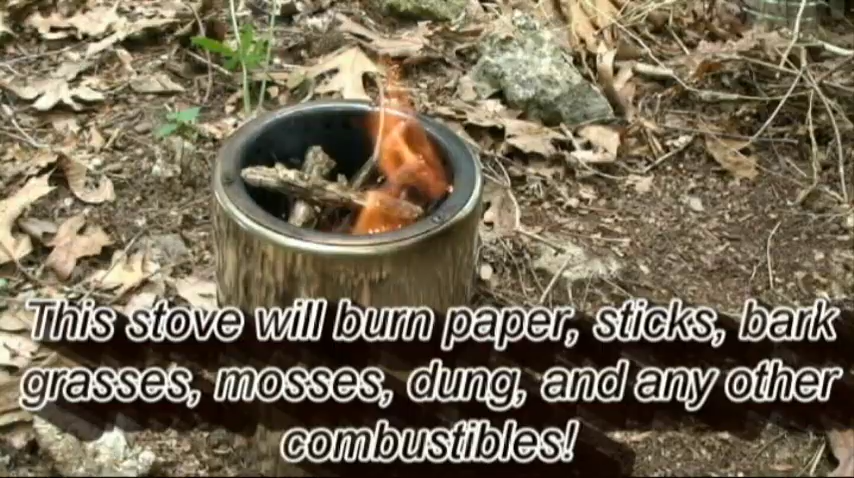 This stove will burn paper, sticks, bark
grasses, mosses, dung, and any other
combustibles!